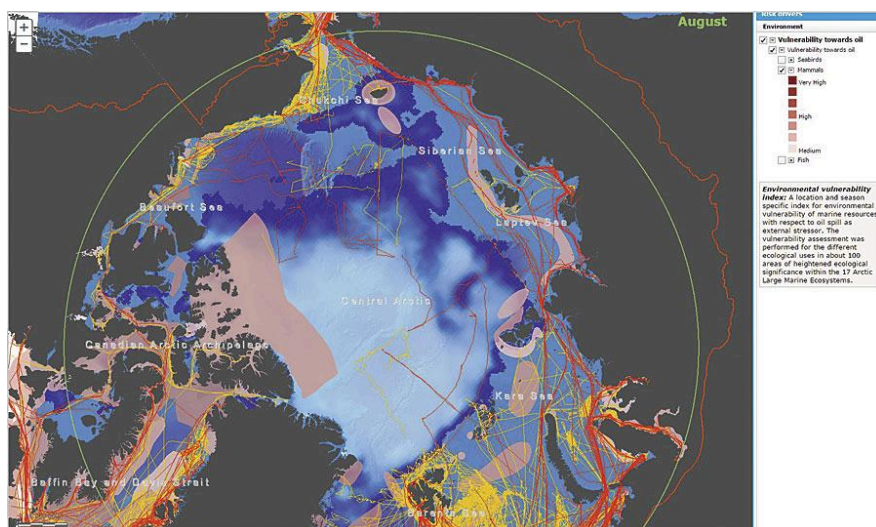 +
−
August
Risk drivers
Environment
Vulnerability towards oil
Vulnerability towards oil
Seabirds
Mammals
Very High
High
Medium
Fish
Environmental vulnerability
index: A location and season
specific index for environmental
vulnerability of marine resources
with respect to oil spill as
external stressor. The
vulnerability assessment was
performed for the different
ecological uses in about 100
areas of heightened ecological
significance within the 17 Arctic
Large Marine Ecosystems.
Chukchi Sea
Siberian Sea
Beaufort Sea
Laptev Sea
Central Arctic
Canadian Arctic Archipelago
Kara Sea
Baffin Bay and Davis Strait
Barents Sea